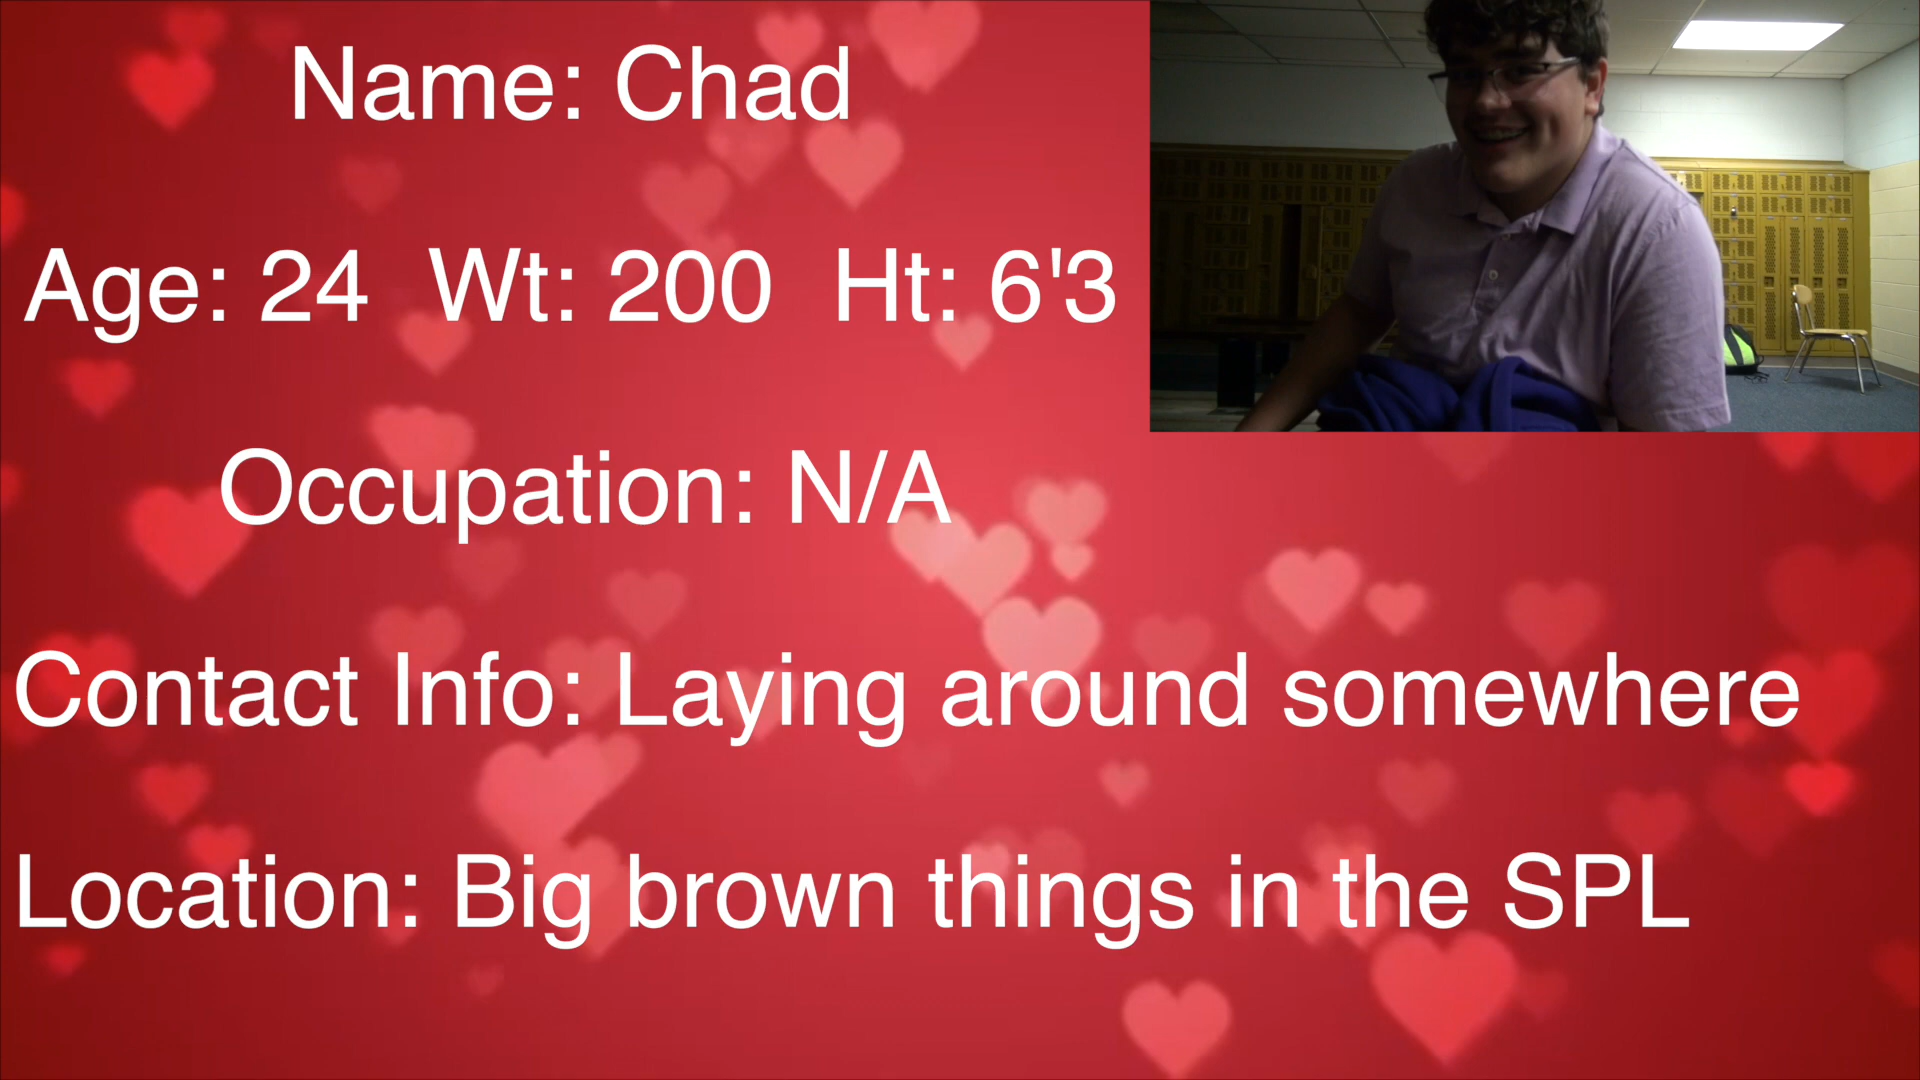 Name: Chad
Age: 24 Wt: 200 Ht: 6'3
Occupation: N/A
Contact Info: Laying around somewhere
Location: Big brown things in the SPL